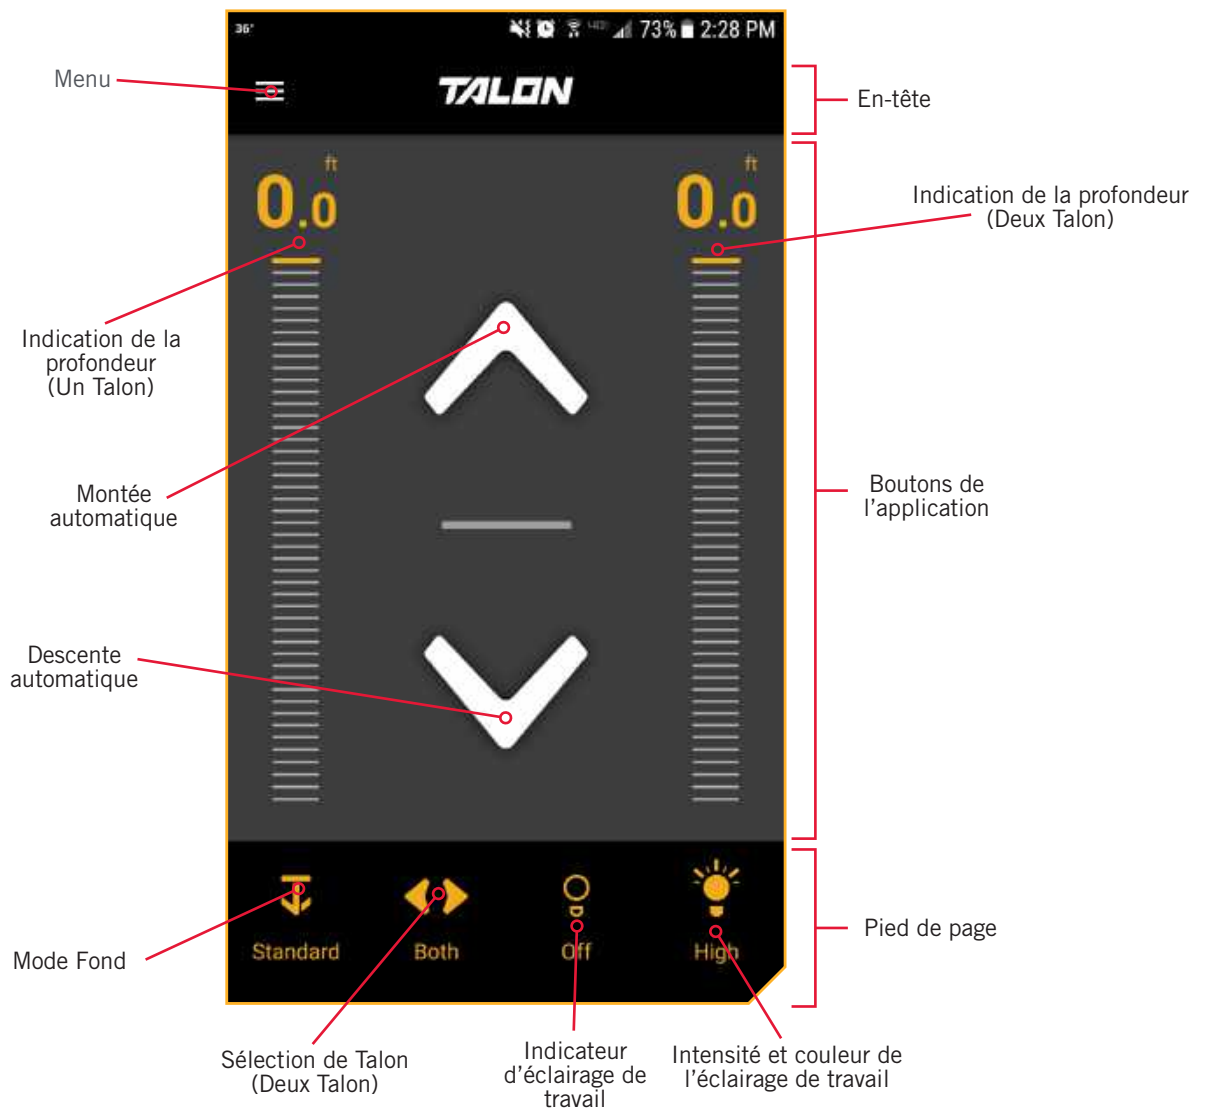 36°
73% 2:28 PM
Menu
TALON
En-tête
ft
0.0
ft
0.0
Indication de la profondeur
(Deux Talon)
Indication de la
profondeur
(Un Talon)
Montée
automatique
Boutons de
l'application
Descente
automatique
Standard
Both
Off
High
Pied de page
Mode Fond
Sélection de Talon
(Deux Talon)
Indicateur
d'éclairage de
travail
Intensité et couleur de
l'éclairage de travail